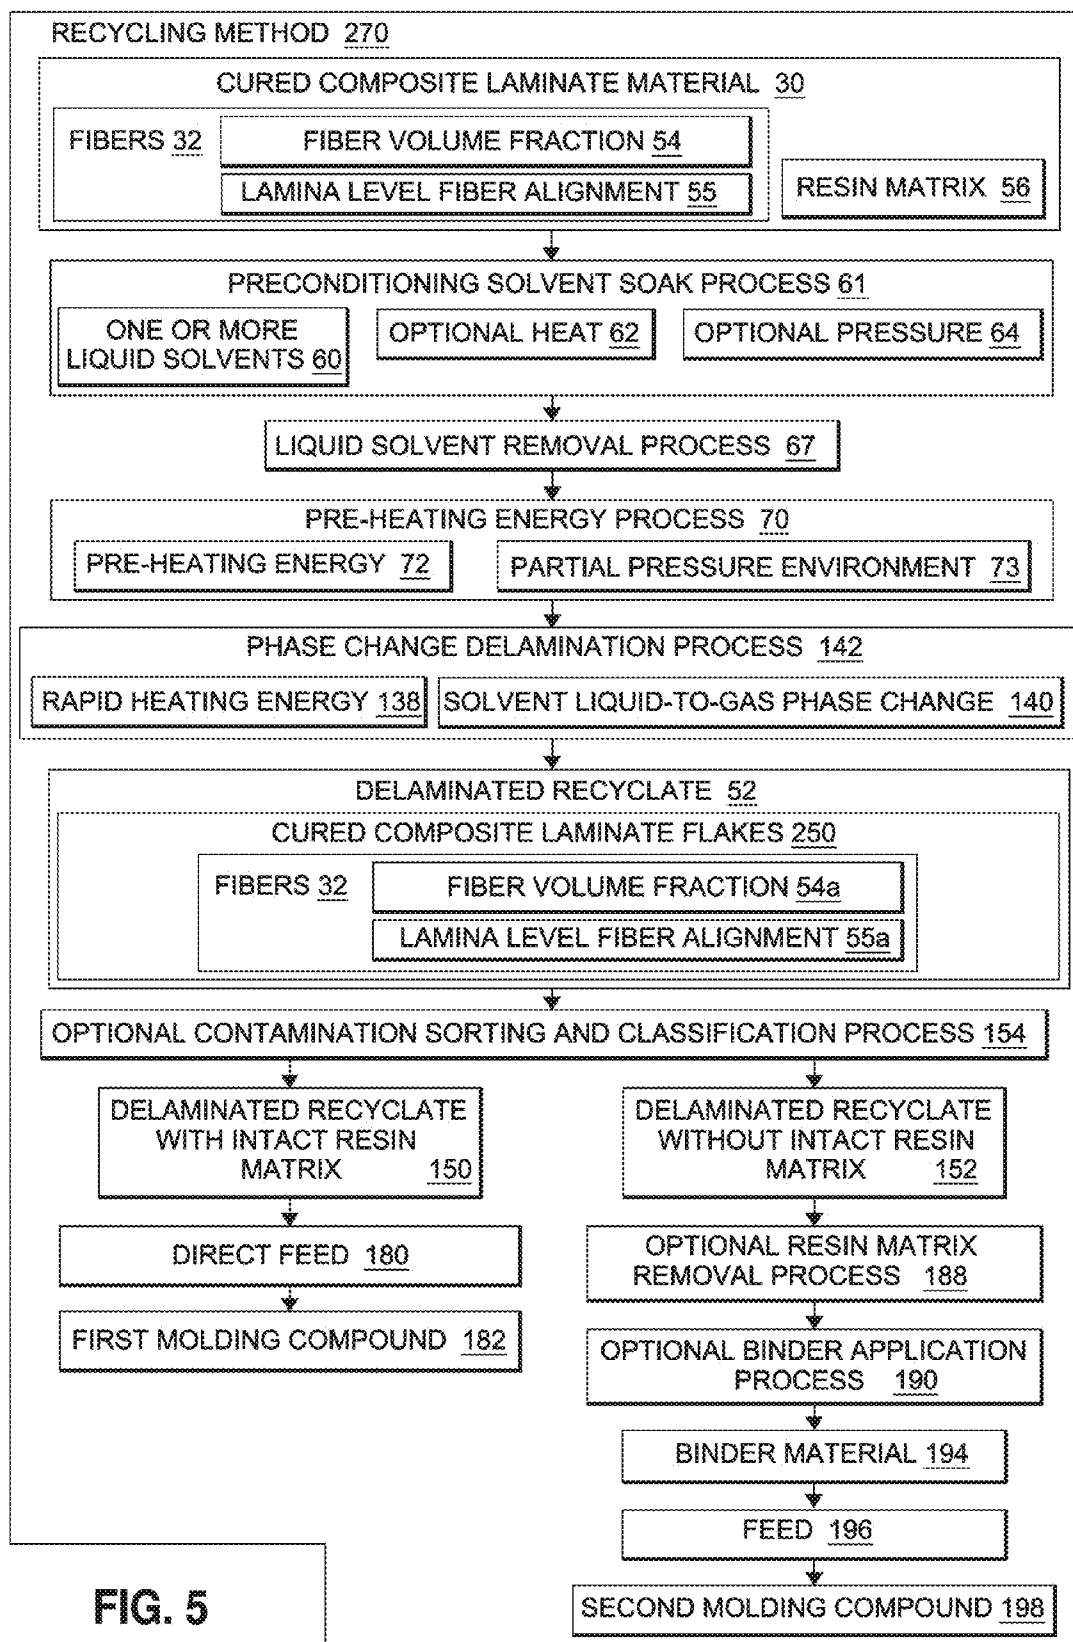 RECYCLING METHOD 270
CURED COMPOSITE LAMINATE MATERIAL 30
FIBERS 32
FIBER VOLUME FRACTION 54
LAMINA LEVEL FIBER ALIGNMENT 55
RESIN MATRIX 56
PRECONDITIONING SOLVENT SOAK PROCESS 61
ONE OR MORE
LIQUID SOLVENTS 60
OPTIONAL HEAT 62
OPTIONAL PRESSURE 64
LIQUID SOLVENT REMOVAL PROCESS 67
PRE-HEATING ENERGY PROCESS 70
PRE-HEATING ENERGY 72
PARTIAL PRESSURE ENVIRONMENT 73
PHASE CHANGE DELAMINATION PROCESS 142
RAPID HEATING ENERGY 138
SOLVENT LIQUID-TO-GAS PHASE CHANGE 140
DELAMINATED RECYCLATE 52
CURED COMPOSITE LAMINATE FLAKES 250
FIBERS 32
FIBER VOLUME FRACTION 54a
LAMINA LEVEL FIBER ALIGNMENT 55a
OPTIONAL CONTAMINATION SORTING AND CLASSIFICATION PROCESS 154
DELAMINATED RECYCLATE
WITH INTACT RESIN
MATRIX 150
DIRECT FEED 180
FIRST MOLDING COMPOUND 182
DELAMINATED RECYCLATE
WITHOUT INTACT RESIN
MATRIX 152
OPTIONAL RESIN MATRIX
REMOVAL PROCESS 188
OPTIONAL BINDER APPLICATION
PROCESS 190
BINDER MATERIAL 194
FEED 196
SECOND MOLDING COMPOUND 198
FIG. 5